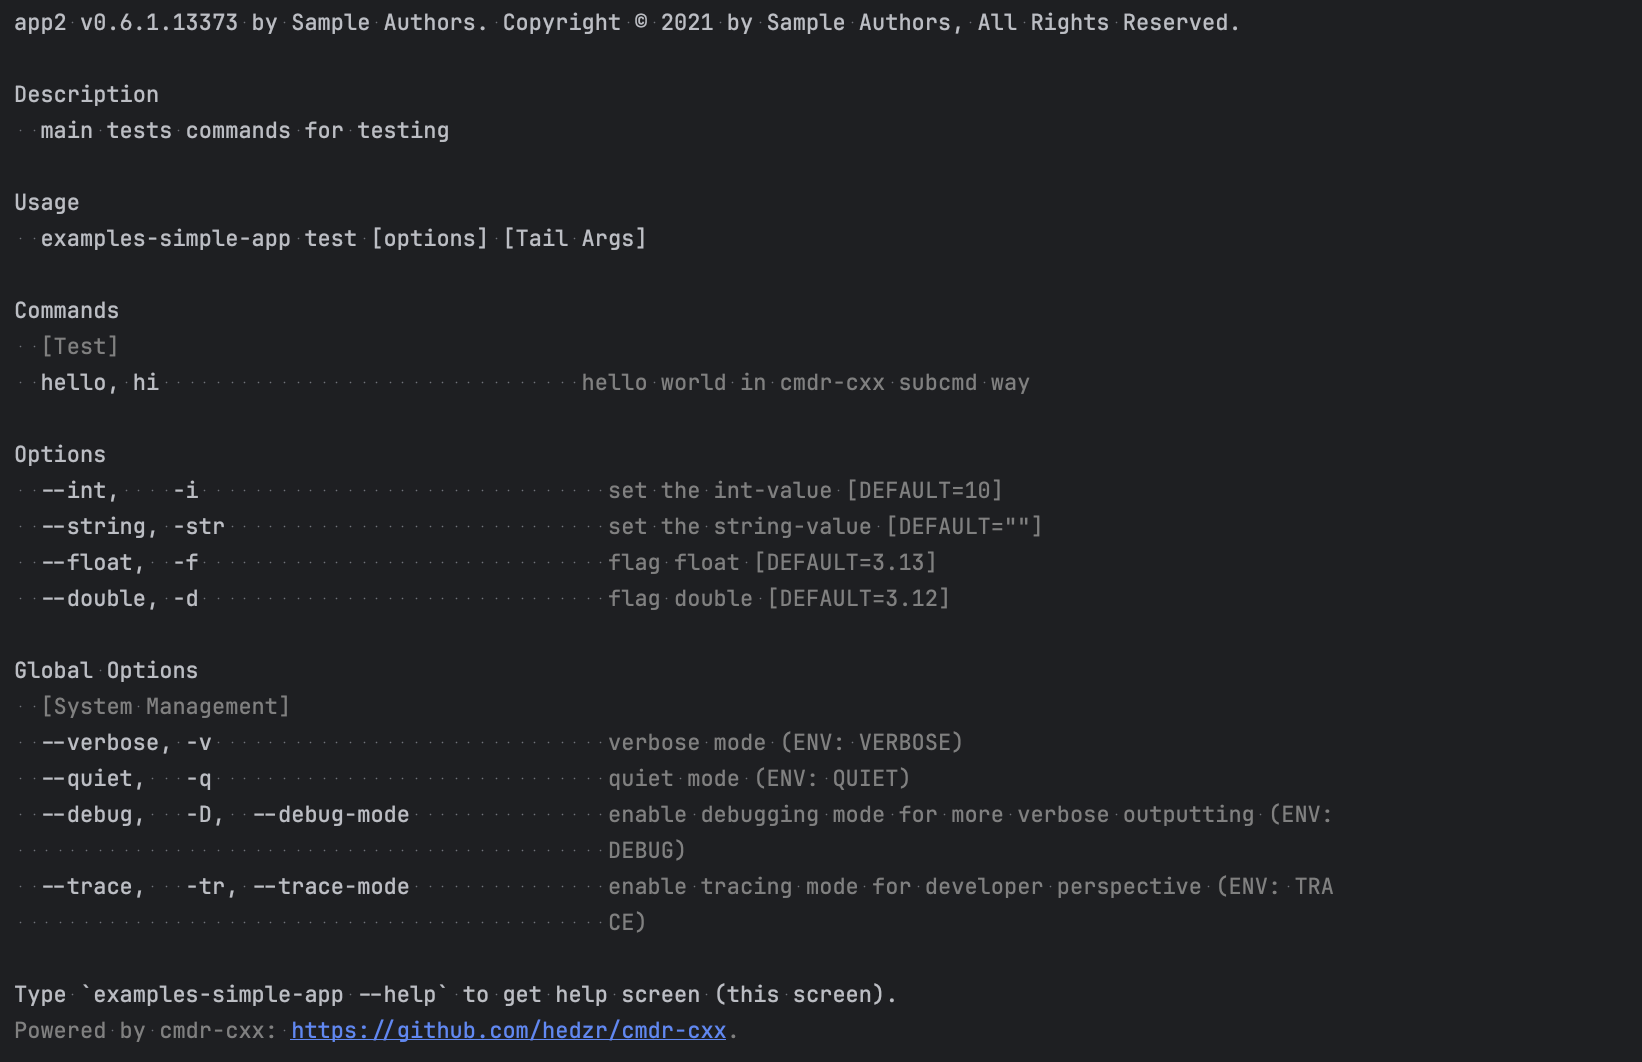 app2 v0.6.1.13373 by Sample Authors. Copyright © 2021 by Sample Authors, All Rights Reserved.
Description
main tests commands for testing
Usage
examples-simple-app test [options] [Tail Args]
Commands
[Test]
hello, hi hello world in cmdr-cxx subcmd way
Options
--int, -i set the int-value [DEFAULT=10]
--string, -str set the string-value [DEFAULT=""]
--float, -f flag float [DEFAULT=3.13]
--double, -d flag double [DEFAULT=3.12]
Global Options
[System Management]
--verbose, -v verbose mode (ENV: VERBOSE)
--quiet, -q quiet mode (ENV: QUIET)
--debug, -D, --debug-mode enable debugging mode for more verbose outputting (ENV:
DEBUG)
--trace, -tr, --trace-mode enable tracing mode for developer perspective (ENV: TRA
CE)
Type `examples-simple-app --help` to get help screen (this screen).
Powered by cmdr-cxx: https://github.com/hedzr/cmdr-cxx.